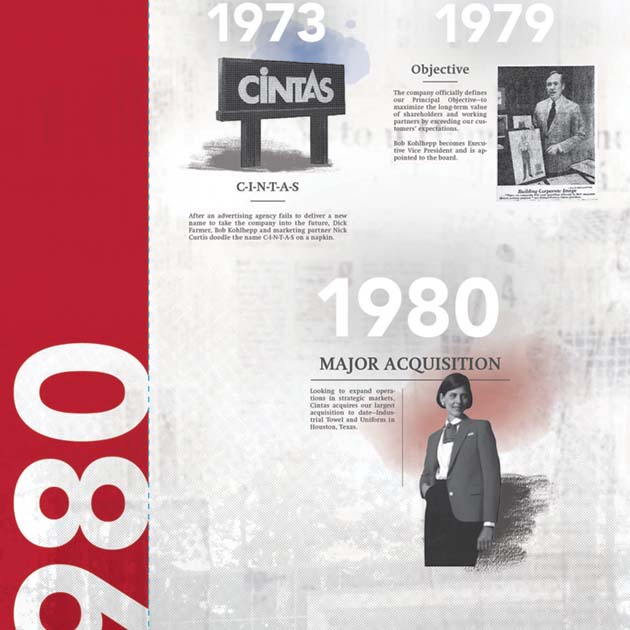 1973
CiNTAS
C-I-N-T-A-S
After an advertising agency fails to deliver a new
name to take the company into the future, Dick
Farmer, Bob Kohlhepp and marketing partner Nick
Curtis doodle the name C-I-N-T-A-S on a napkin.
1979
Objective
The company officially defines
our Principal Objective—to
maximize the long-term value
of shareholders and working
partners by exceeding our cus-
tomers' expectations.
Bob Kohlhepp becomes Execu-
tive Vice President and is ap-
pointed to the board.
Building Corporate Image
1980
MAJOR ACQUISITION
Looking to expand opera-
tions in strategic markets,
Cintas acquires our largest
acquisition to date—Indus-
trial Towel and Uniform in
Houston, Texas.
980